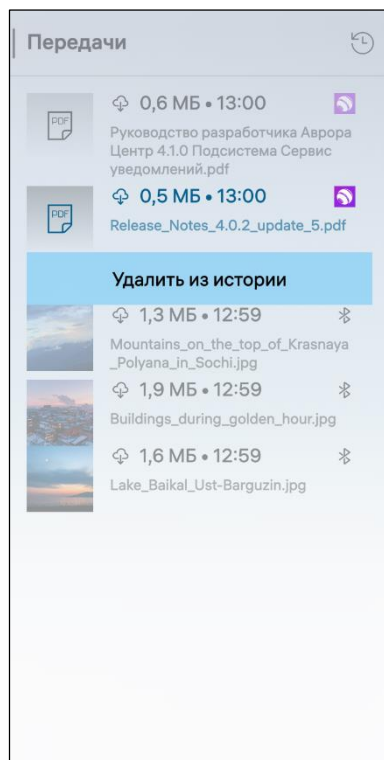 Передачи
0,6 МБ • 13:00
PDF
Руководство разработчика Аврора
Центр 4.1.0 Подсистема Сервис
уведомлений.pdf
0,5 МБ • 13:00
PDF
Release_Notes_4.0.2_update_5.pdf
Удалить из истории
1,3 МБ • 12:59
Mountains_on_the_top_of_Krasnaya
_Polyana_in_Sochi.jpg
1,9 МБ • 12:59
Buildings_during_golden_hour.jpg
1,6 МБ • 12:59
Lake_Baikal_Ust-Barguzin.jpg